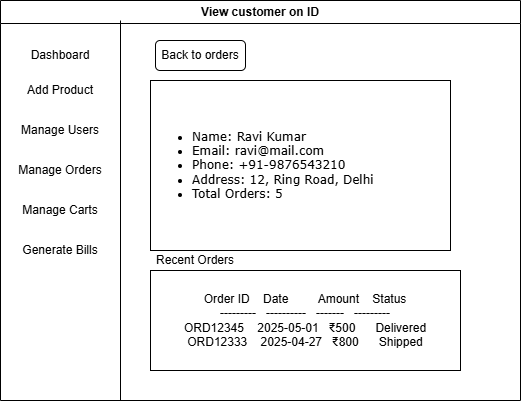 View customer on ID
Dashboard
Add Product
Manage Users
Manage Orders
Manage Carts
Generate Bills
Back to orders
• Name: Ravi Kumar
• Email: ravi@mail.com
• Phone: +91-9876543210
• Address: 12, Ring Road, Delhi
• Total Orders: 5
Recent Orders
Order ID Date Amount Status
--------- ---------- ------- ---------
ORD12345 2025-05-01 ₹500 Delivered
ORD12333 2025-04-27 ₹800 Shipped